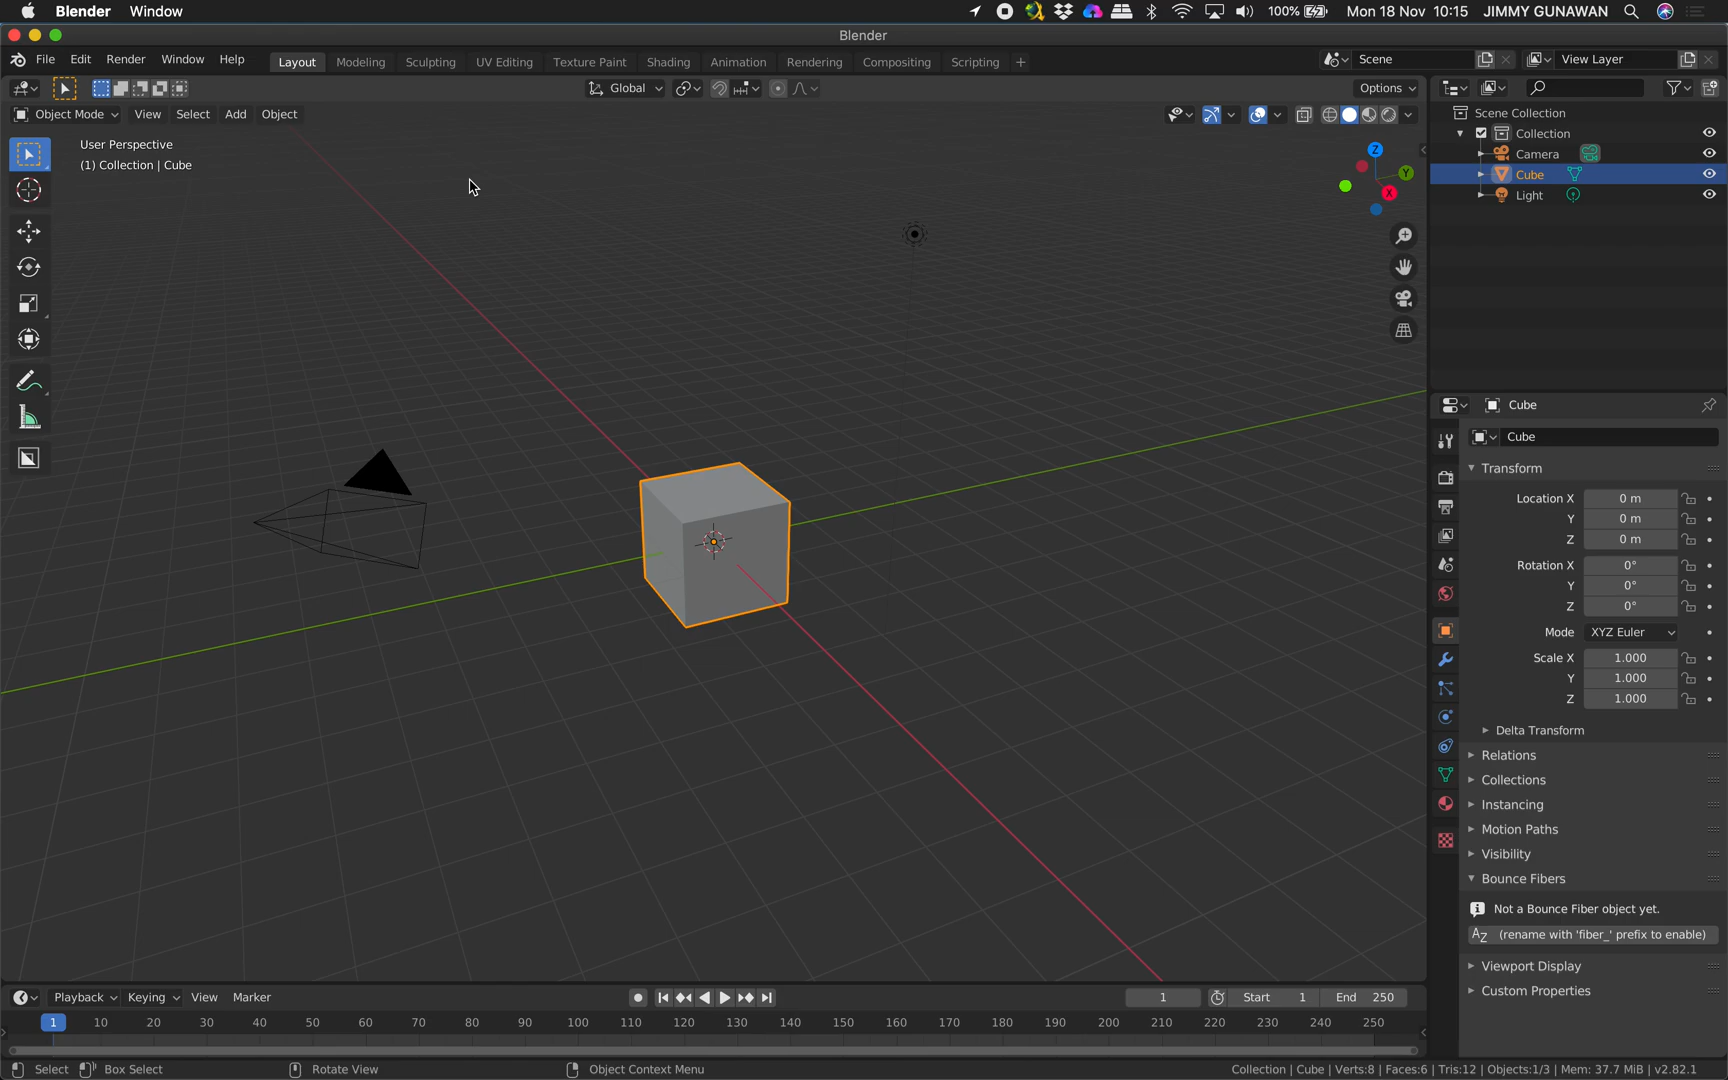 Blender Window 100% Mon 18 Nov 10:15 JIMMY GUNAWAN
Blender
File Edit Render Window Help Layout Modeling Sculpting UV Editing Texture Paint Shading Animation Rendering Compositing Scripting + Scene View Layer
Global Options
Object Mode View Select Add Object
User Perspective
(1) Collection | Cube
Z
Y
X
Scene Collection
Collection
Camera
Cube
Light
Cube
Cube
Transform
Location X 0 m
Y 0 m
Z 0 m
Rotation X 0°
Y 0°
Z 0°
Mode XYZ Euler
Scale X 1.000
Y 1.000
Z 1.000
Delta Transform
Relations
Collections
Instancing
Motion Paths
Visibility
Bounce Fibers
Not a Bounce Fiber object yet.
AZ (rename with 'fiber_' prefix to enable)
Viewport Display
Custom Properties
Playback Keying View Marker 1 Start 1 End 250
1 10 20 30 40 50 60 70 80 90 100 110 120 130 140 150 160 170 180 190 200 210 220 230 240 250
Select Box Select Rotate View Object Context Menu Collection | Cube | Verts:8 | Faces:6 | Tris:12 | Objects:1/3 | Mem: 37.7 MiB | v2.82.1